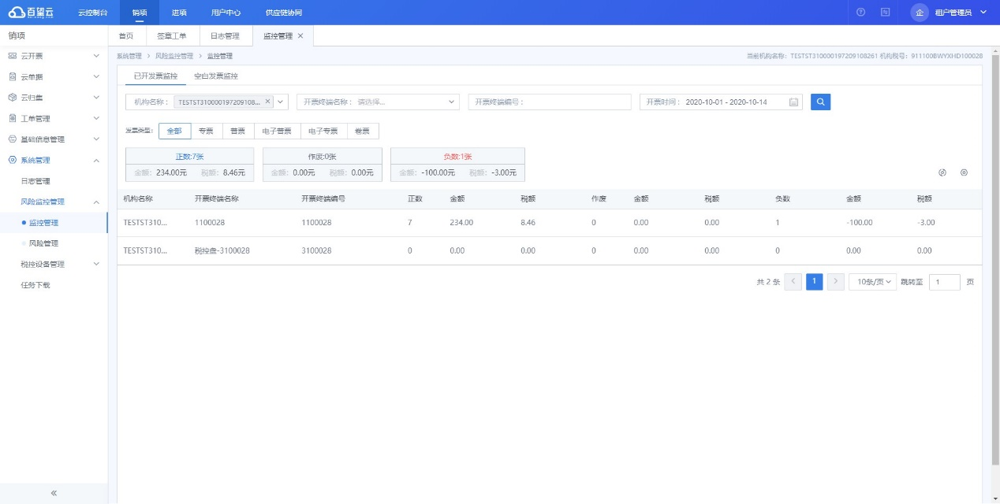 百望云 云控制台 销项 进项 用户中心 供应链协同 企 租户管理员
销项 首页 签章工单 日志管理 监控管理
系统管理 > 风险监控管理 > 监控管理 当前机构名称: TESTST310000197209108261 机构税号: 911100BWYXHD100028
云开票
云单据
云归集
工单管理
基础信息管理
系统管理
日志管理
风险监控管理
监控管理
风险管理
税控设备管理
任务下载
已开发票监控 空白发票监控
机构名称: TESTST310000197209108... 开票终端名称: 请选择... 开票终端编号: 开票时间: 2020-10-01 - 2020-10-14
发票类型: 全部 专票 普票 电子普票 电子专票 卷票
正数:7张 作废:0张 负数:1张
金额: 234.00元 税额: 8.46元 金额: 0.00元 税额: 0.00元 金额: -100.00元 税额: -3.00元
机构名称 开票终端名称 开票终端编号 正数 金额 税额 作废 金额 税额 负数 金额 税额
TESTST310... 1100028 1100028 7 234.00 8.46 0 0.00 0.00 1 -100.00 -3.00
TESTST310... 税控盘-3100028 3100028 0 0.00 0.00 0 0.00 0.00 0 0.00 0.00
共 2 条 < 1 > 10条/页 跳转至 1 页